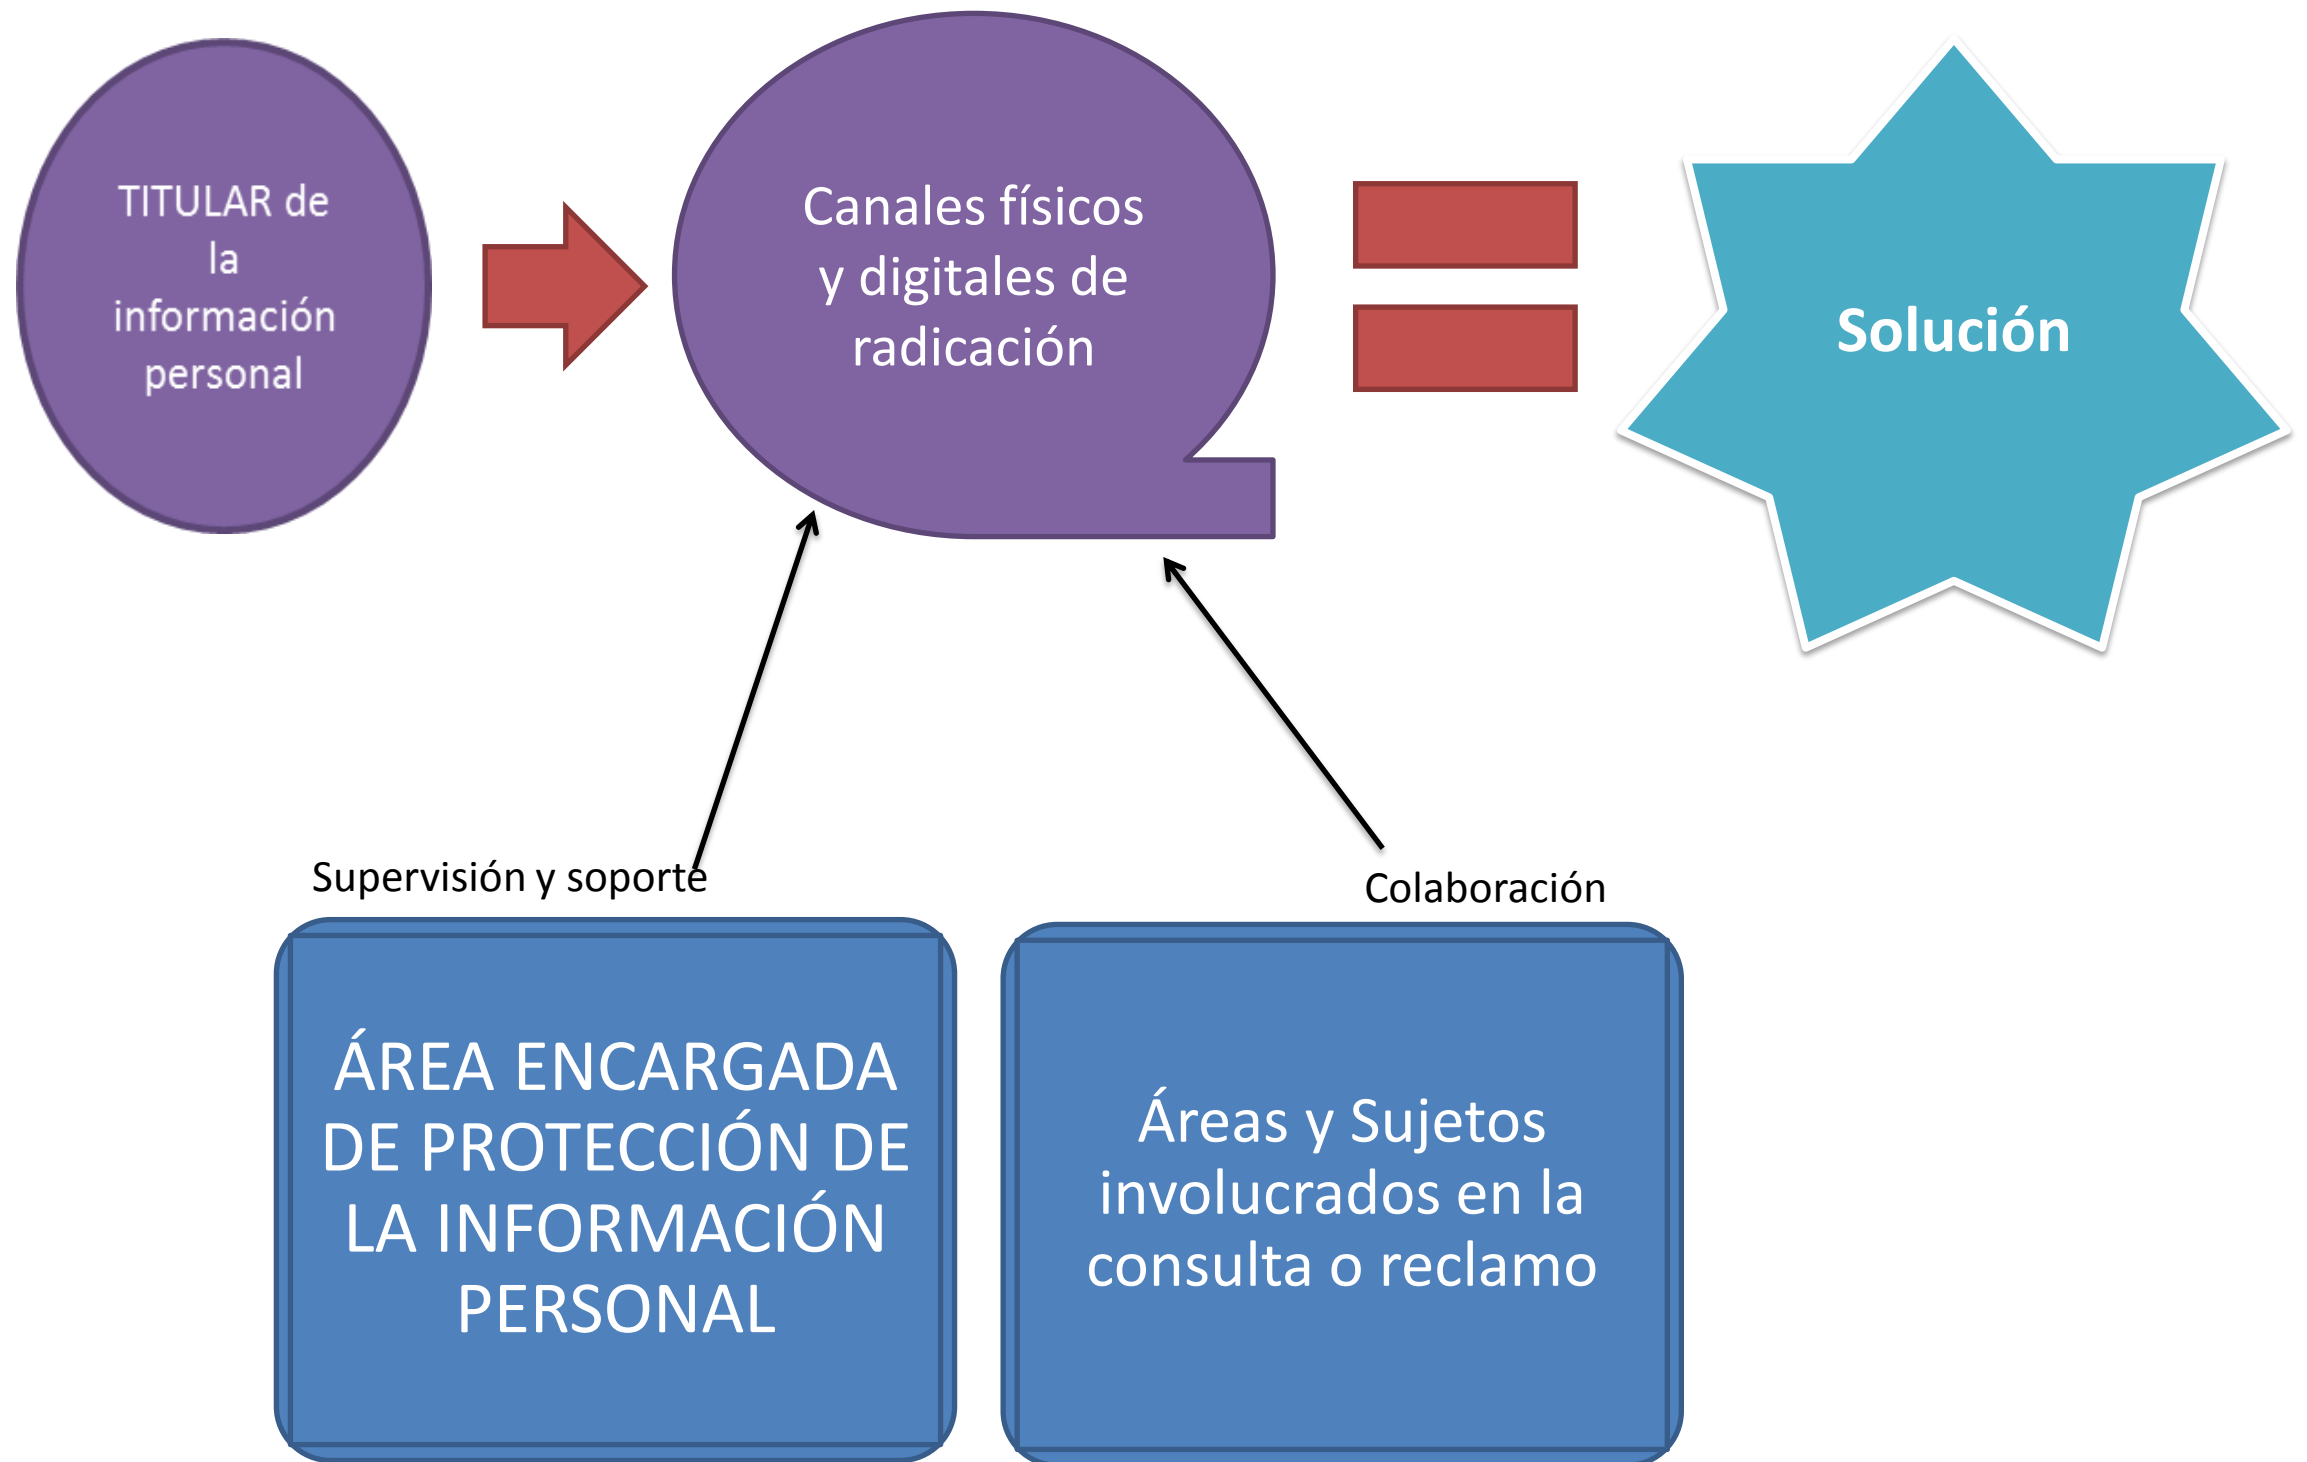 TITULAR de
la
información
personal
Canales físicos
y digitales de
radicación
Solución
Supervisión y soporte
Colaboración
ÁREA ENCARGADA
DE PROTECCIÓN DE
LA INFORMACIÓN
PERSONAL
Áreas y Sujetos
involucrados en la
consulta o reclamo